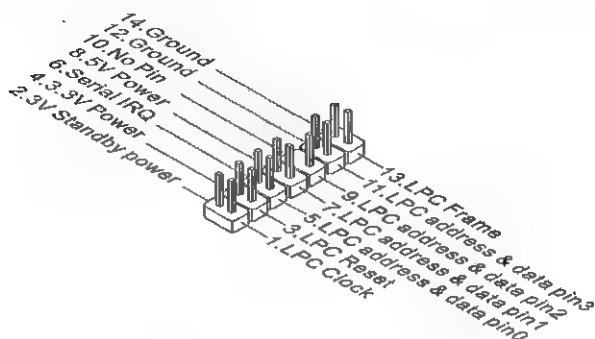 14.Ground
12.Ground
10.No Pin
8.5V Power
6.Serial IRQ
4.3.3V Power
2.3V Standby power
13.LPC Frame
11.LPC address & data pin3
9.LPC address & data pin2
7.LPC address & data pin1
5.LPC address & data pin0
3.LPC Reset
1.LPC Clock